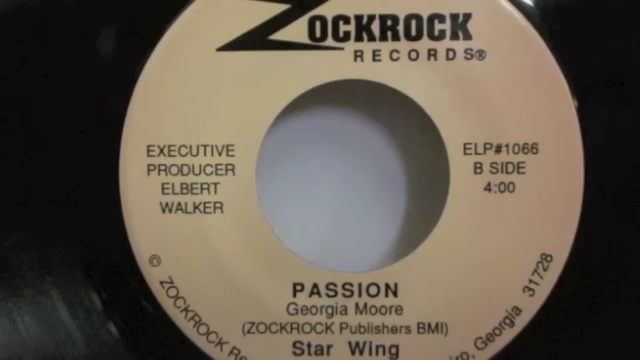 ZOCKROCK
RECORDS®
EXECUTIVE
PRODUCER
ELBERT
WALKER
ELP#1066
B SIDE
4:00
PASSION
Georgia Moore
(ZOCKROCK Publishers BMI)
Star Wing
© ZOCKROCK
Georgia 31728